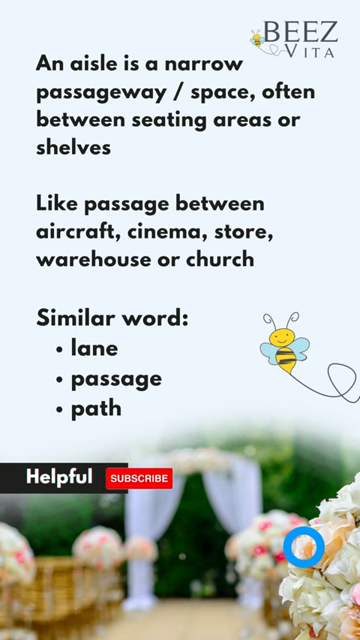 BEEZ
VITA
An aisle is a narrow
passageway / space, often
between seating areas or
shelves
Like passage between
aircraft, cinema, store,
warehouse or church
Similar word:
• lane
• passage
• path
Helpful
SUBSCRIBE